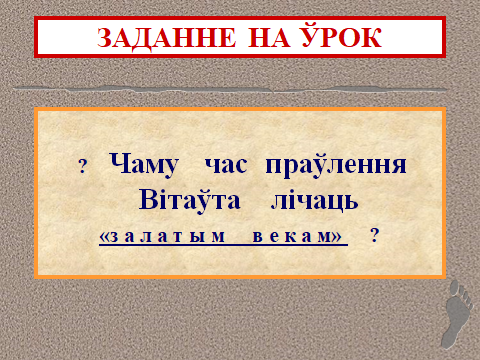 ЗАДАННЕ НА ЎРОК
? Чаму час праўлення
Вітаўта лічаць
«з а л а т ы м в е к а м» ?